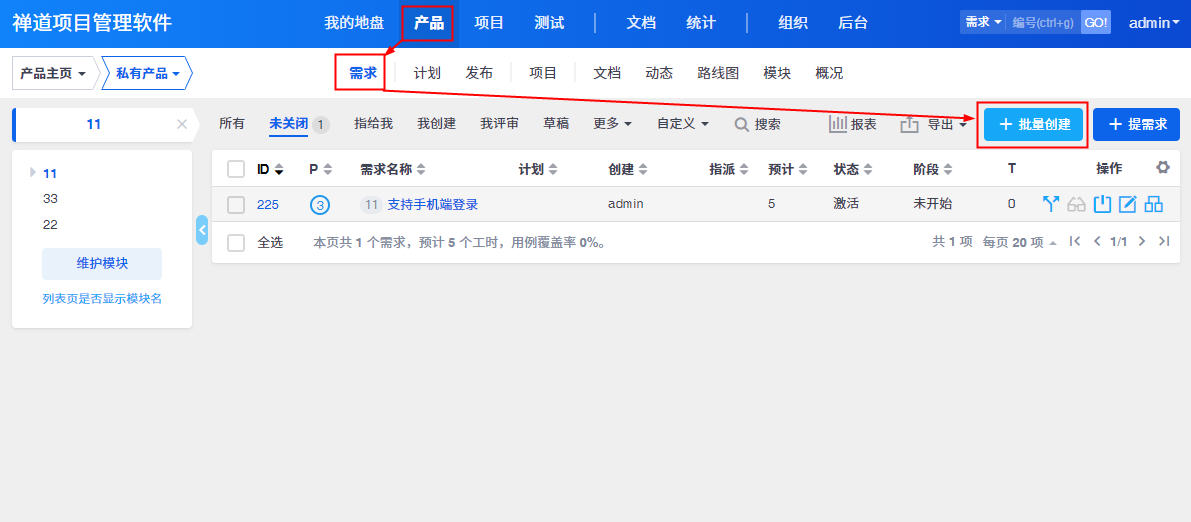 禅道项目管理软件 我的地盘 产品 项目 测试 文档 统计 组织 后台 需求 编号(ctrl+g) GO! admin
产品主页 私有产品 需求 计划 发布 项目 文档 动态 路线图 模块 概况
11 所有 未关闭 1 指给我 我创建 我评审 草稿 更多 自定义 搜索 报表 导出 批量创建 提需求
ID P 需求名称 计划 创建 指派 预计 状态 阶段 T 操作
225 3 11 支持手机端登录 admin 5 激活 未开始 0
全选 本页共 1 个需求，预计 5 个工时，用例覆盖率 0%。 共 1 项 每页 20 项 1/1
11
33
22
维护模块
列表页是否显示模块名